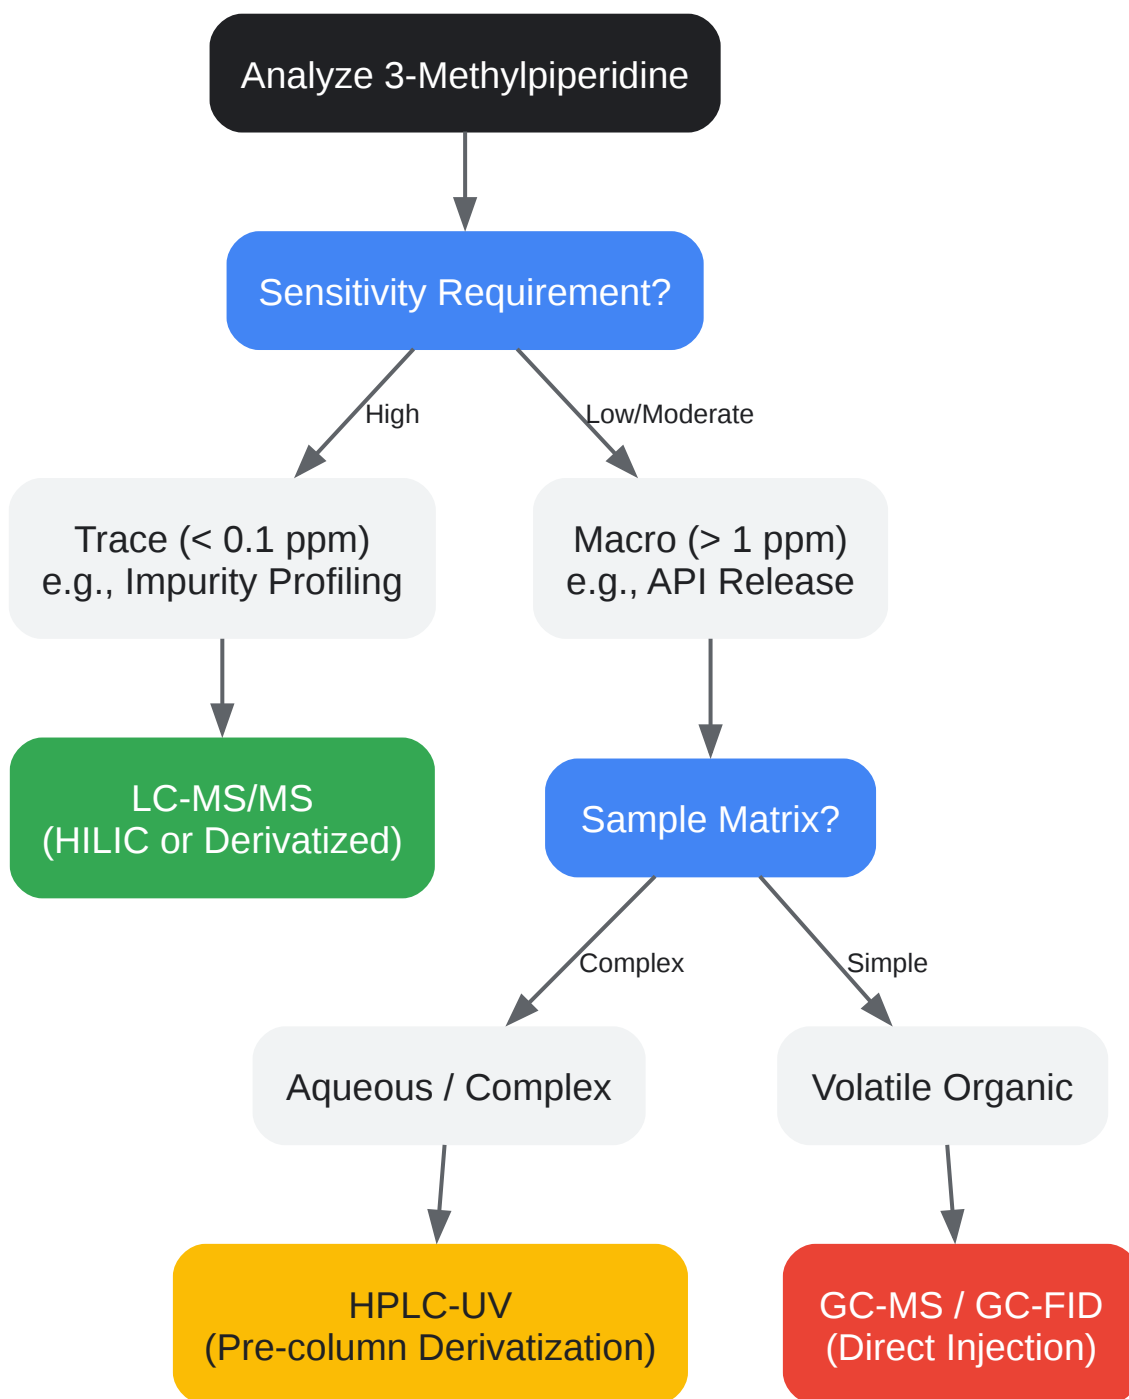 Analyze 3-Methylpiperidine
Sensitivity Requirement?
High
Low/Moderate
Trace (< 0.1 ppm)
e.g., Impurity Profiling
Macro (> 1 ppm)
e.g., API Release
LC-MS/MS
(HILIC or Derivatized)
Sample Matrix?
Complex
Simple
Aqueous / Complex
Volatile Organic
HPLC-UV
(Pre-column Derivatization)
GC-MS / GC-FID
(Direct Injection)